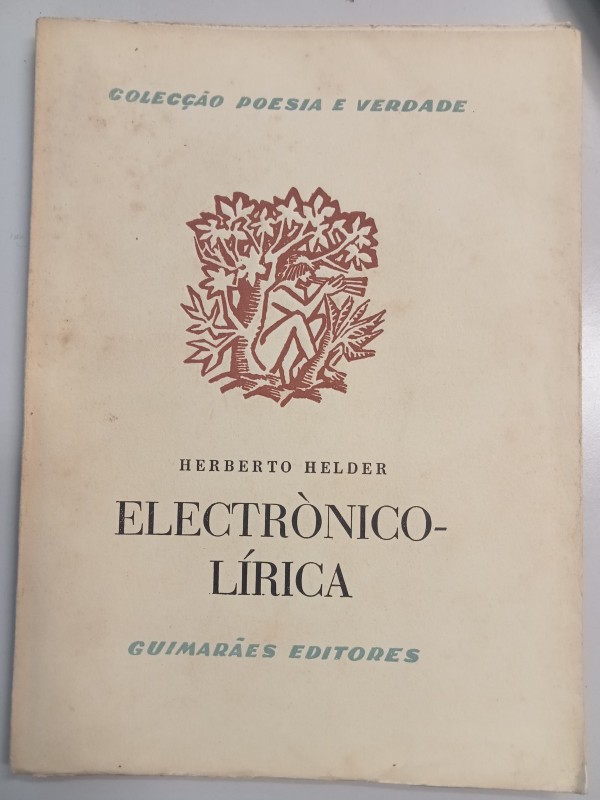 COLECÇÃO POESIA E VERDADE
HERBERTO HELDER
ELECTRÒNICO-
LÍRICA
GUIMARÃES EDITORES